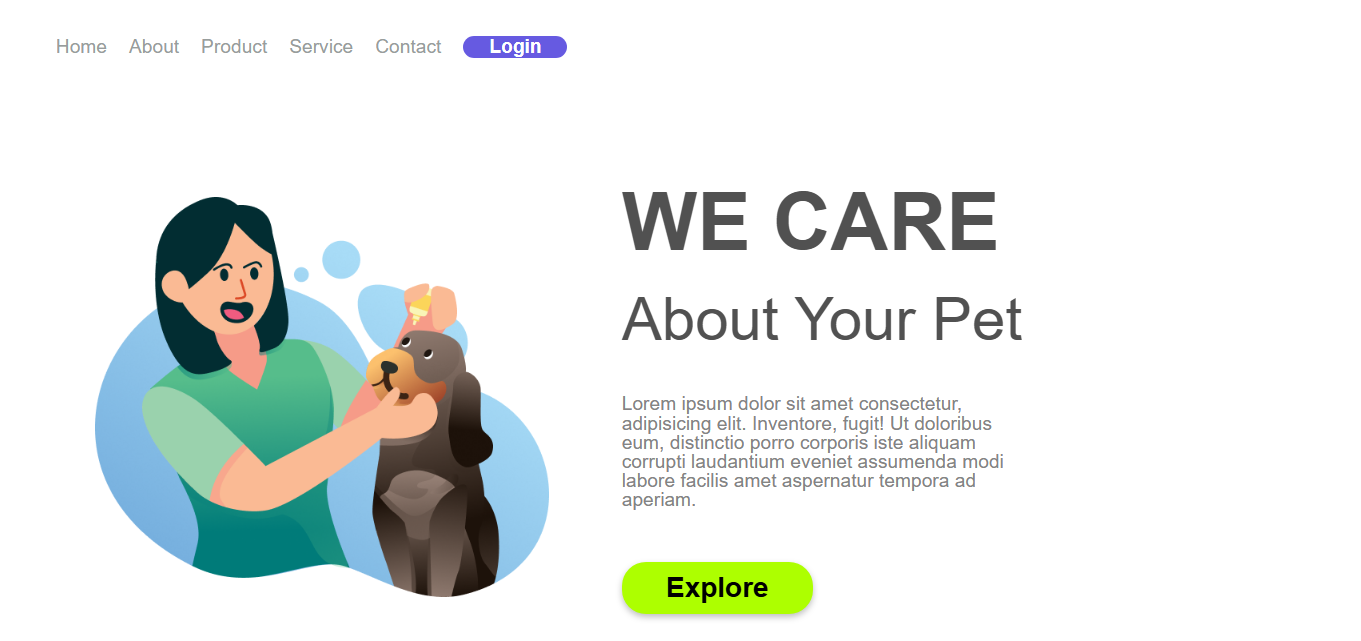 Home About Product Service Contact Login
WE CARE
About Your Pet
Lorem ipsum dolor sit amet consectetur,
adipisicing elit. Inventore, fugit! Ut doloribus
eum, distinctio porro corporis iste aliquam
corrupti laudantium eveniet assumenda modi
labore facilis amet aspernatur tempora ad
aperiam.
Explore